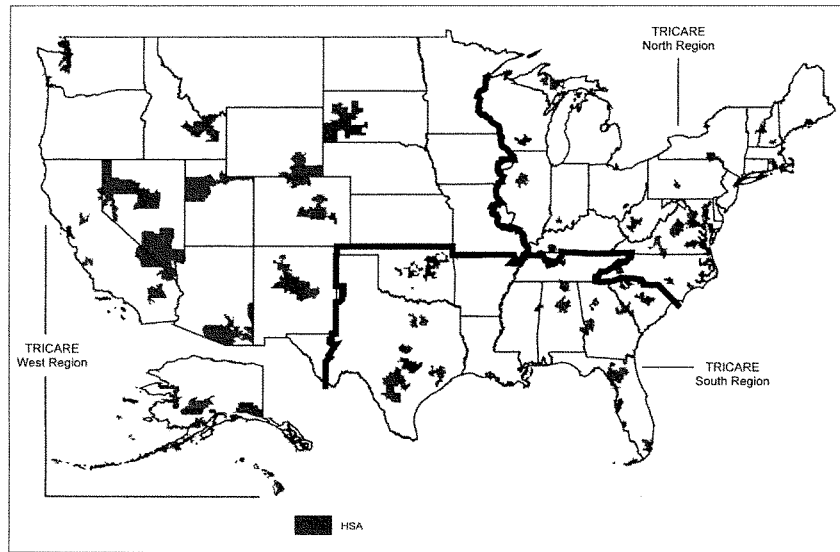 TRICARE
North Region
TRICARE
West Region
TRICARE
South Region
HSA